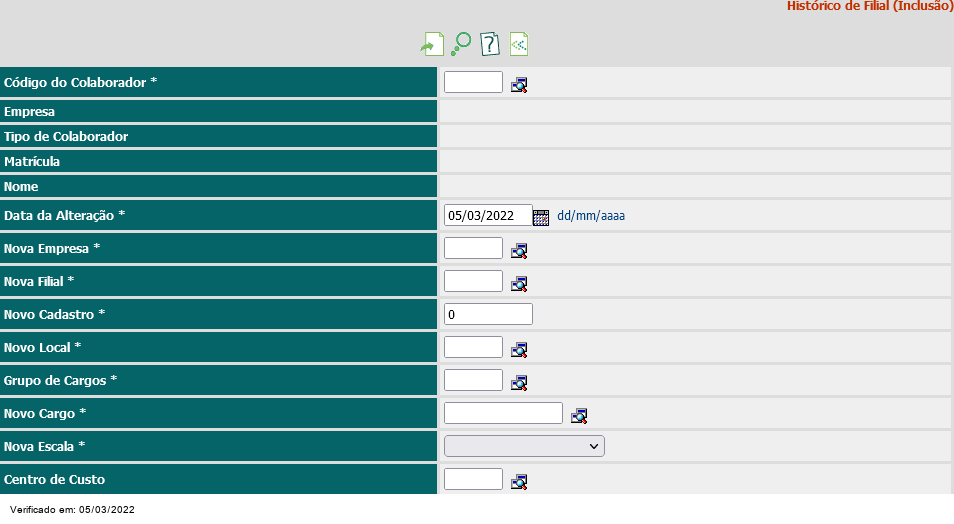 Histórico de Filial (Inclusão)
?
Código do Colaborador *
Empresa
Tipo de Colaborador
Matrícula
Nome
Data da Alteração * 05/03/2022 dd/mm/aaaa
Nova Empresa *
Nova Filial *
Novo Cadastro * 0
Novo Local *
Grupo de Cargos *
Novo Cargo *
Nova Escala *
Centro de Custo
Verificado em: 05/03/2022